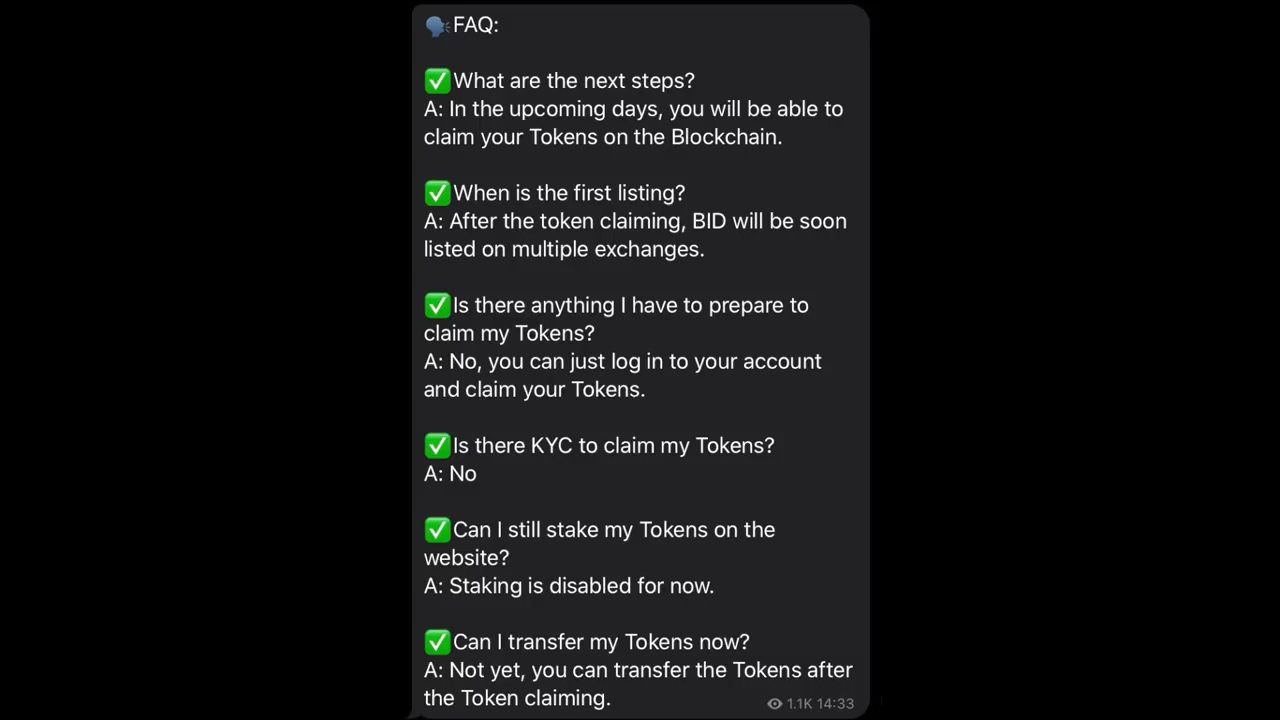 🗣FAQ:
✅What are the next steps?
A: In the upcoming days, you will be able to
claim your Tokens on the Blockchain.
✅When is the first listing?
A: After the token claiming, BID will be soon
listed on multiple exchanges.
✅Is there anything I have to prepare to
claim my Tokens?
A: No, you can just log in to your account
and claim your Tokens.
✅Is there KYC to claim my Tokens?
A: No
✅Can I still stake my Tokens on the
website?
A: Staking is disabled for now.
✅Can I transfer my Tokens now?
A: Not yet, you can transfer the Tokens after
the Token claiming.
1.1K 14:33